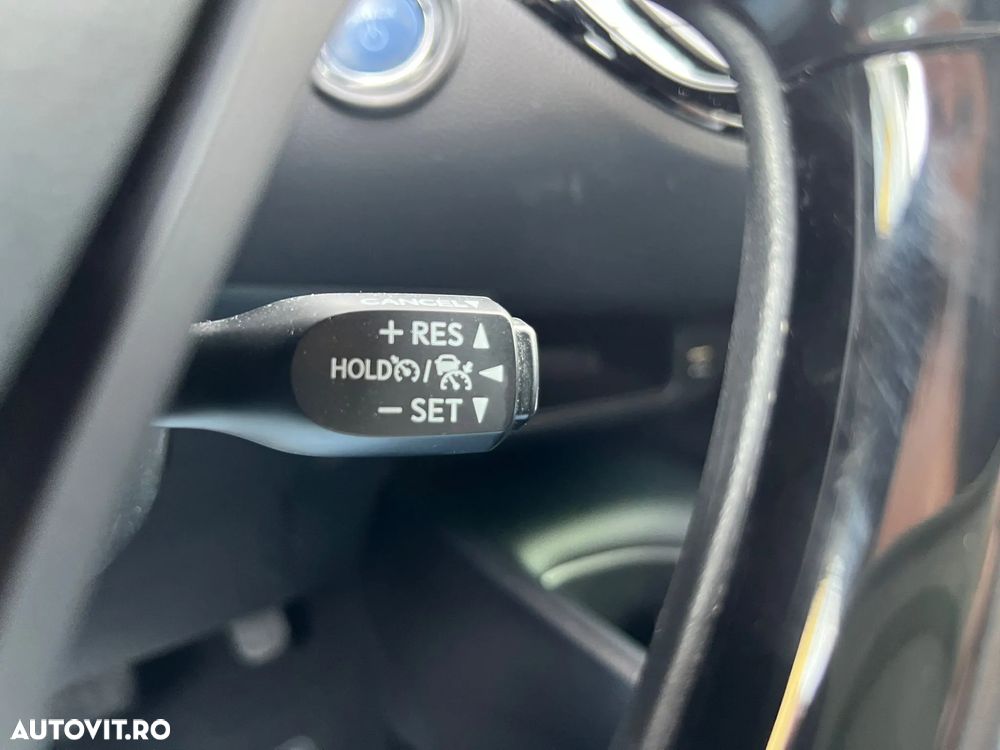 CANCEL
+ RES
HOLD /
− SET
AUTOVIT.RO